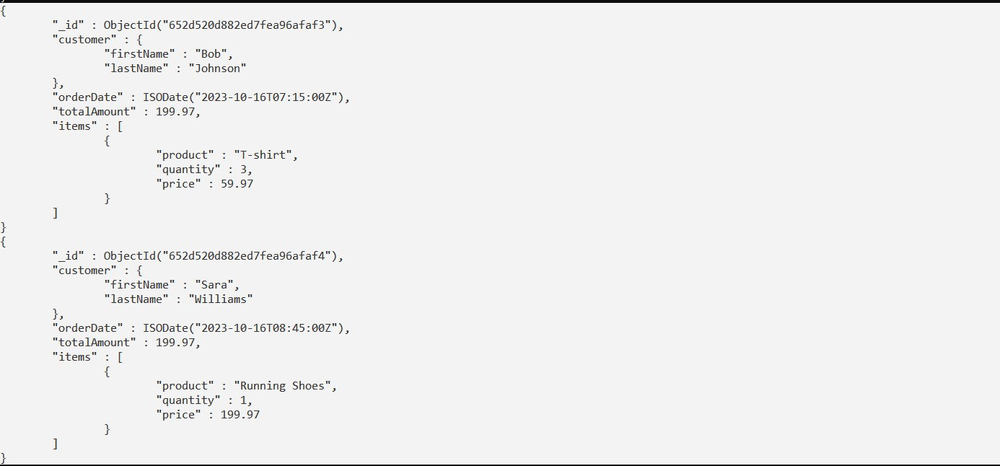 {
"_id" : ObjectId("652d520d882ed7fea96afaf3"),
"customer" : {
"firstName" : "Bob",
"lastName" : "Johnson"
},
"orderDate" : ISODate("2023-10-16T07:15:00Z"),
"totalAmount" : 199.97,
"items" : [
{
"product" : "T-shirt",
"quantity" : 3,
"price" : 59.97
}
]
}
{
"_id" : ObjectId("652d520d882ed7fea96afaf4"),
"customer" : {
"firstName" : "Sara",
"lastName" : "Williams"
},
"orderDate" : ISODate("2023-10-16T08:45:00Z"),
"totalAmount" : 199.97,
"items" : [
{
"product" : "Running Shoes",
"quantity" : 1,
"price" : 199.97
}
]
}